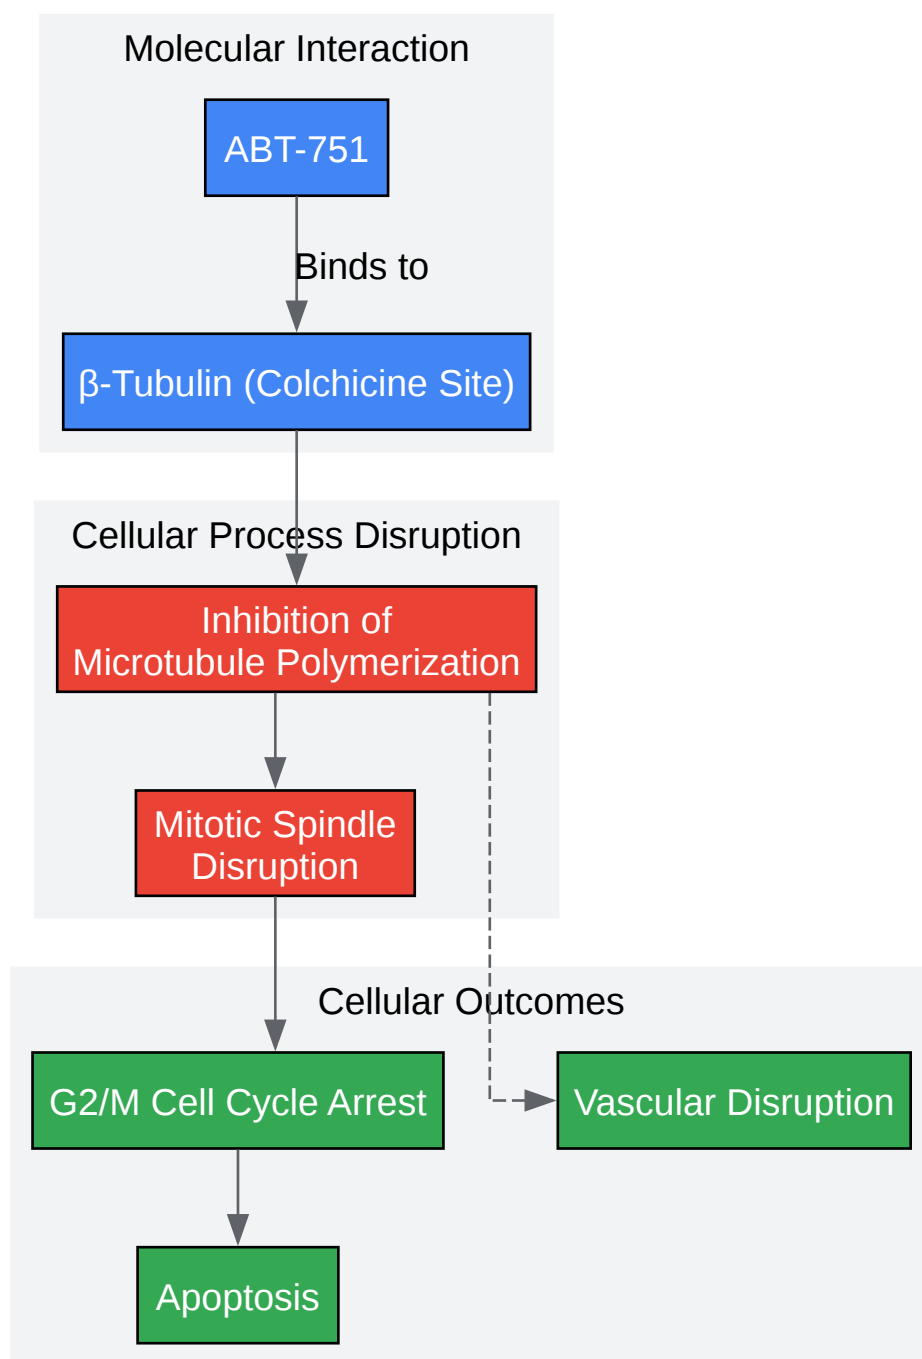 Molecular Interaction
ABT-751
Binds to
β-Tubulin (Colchicine Site)
Cellular Process Disruption
Inhibition of
Microtubule Polymerization
Mitotic Spindle
Disruption
Cellular Outcomes
G2/M Cell Cycle Arrest
Vascular Disruption
Apoptosis